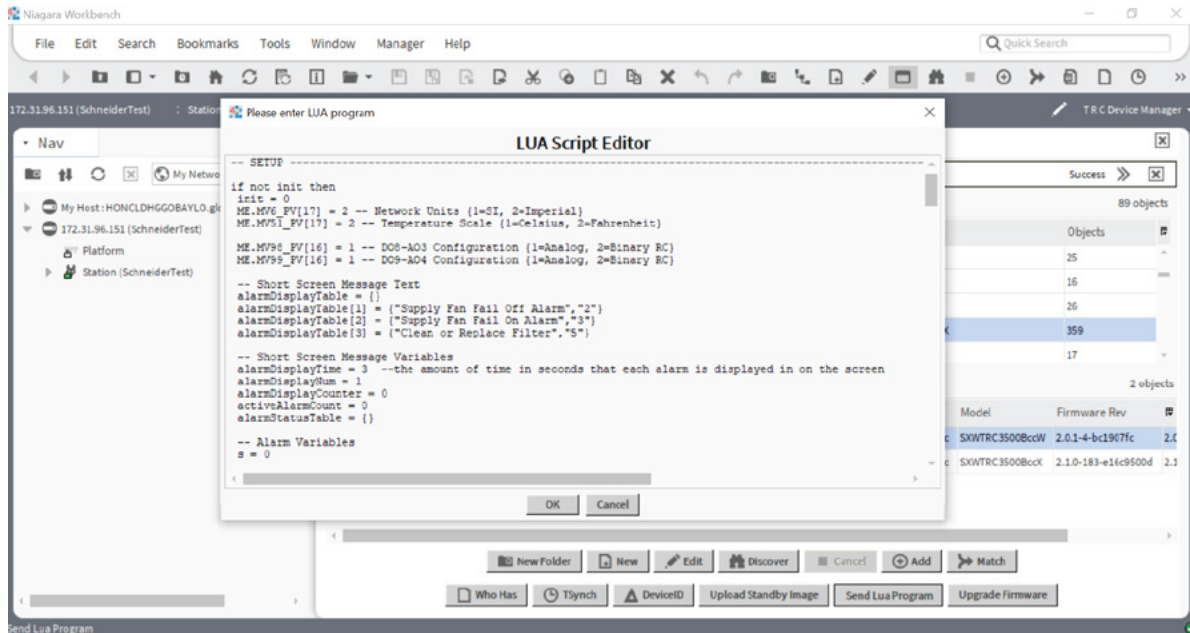 Niagara Workbench
File Edit Search Bookmarks Tools Window Manager Help
Quick Search
172.31.96.151 (SchneiderTest) : Station
TRC Device Manager
Please enter LUA program
LUA Script Editor
Nav
My Netwo
My Host : HONCLDHGGOBAYLO.gl
172.31.96.151 (SchneiderTest)
Platform
Station (SchneiderTest)
-- SETUP ------------------------------------------------------------
if not init then
init = 0
ME.MV6_PV[17] = 2 -- Network Units {1=SI, 2=Imperial}
ME.MV51_PV[17] = 2 -- Temperature Scale {1=Celsius, 2=Fahrenheit}
ME.MV98_PV[16] = 1 -- DO8-AO3 Configuration {1=Analog, 2=Binary RC}
ME.MV99_PV[16] = 1 -- DO9-AO4 Configuration {1=Analog, 2=Binary RC}
-- Short Screen Message Text
alarmDisplayTable = {}
alarmDisplayTable[1] = {"Supply Fan Fail Off Alarm","2"}
alarmDisplayTable[2] = {"Supply Fan Fail On Alarm","3"}
alarmDisplayTable[3] = {"Clean or Replace Filter","5"}
-- Short Screen Message Variables
alarmDisplayTime = 3 --the amount of time in seconds that each alarm is displayed in on the screen
alarmDisplayNum = 1
alarmDisplayCounter = 0
activeAlarmCount = 0
alarmStatusTable = {}
-- Alarm Variables
s = 0
OK Cancel
Success
89 objects
Objects
25
16
26
X 359
17
2 objects
Model Firmware Rev
c SXWTRC3500BccW 2.0.1-4-bc1907fc 2.0
c SXWTRC3500BccX 2.1.0-183-e16c9500d 2.1
New Folder New Edit Discover Cancel Add Match
Who Has TSynch DeviceID Upload Standby Image Send Lua Program Upgrade Firmware
Send Lua Program